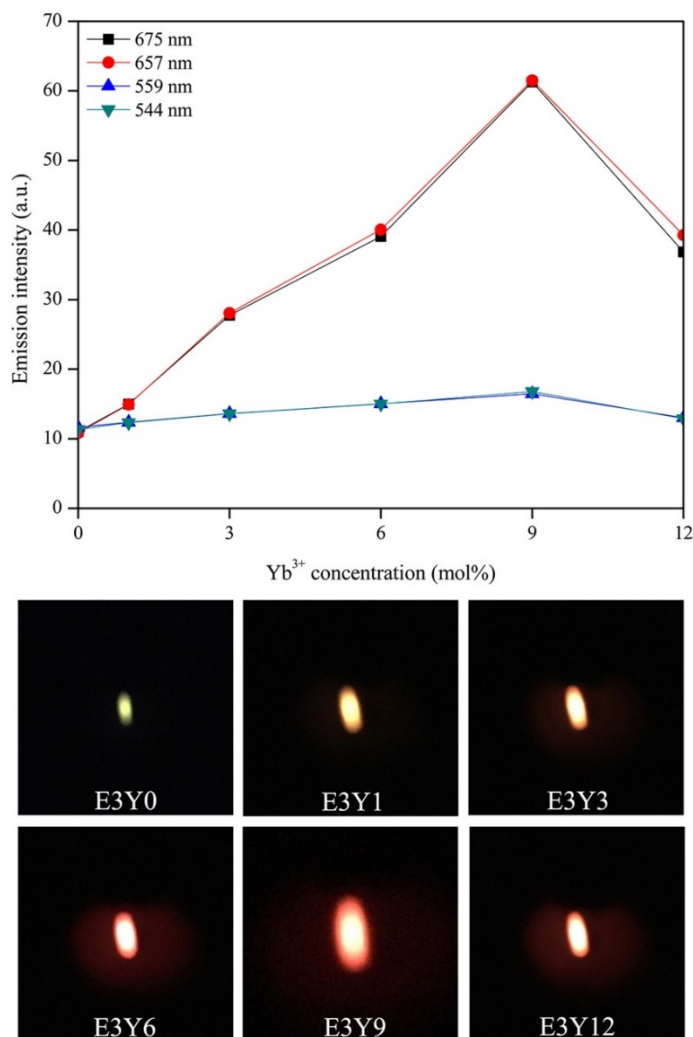 70
60
50
40
30
20
10
0
Emission intensity (a.u.)
675 nm
657 nm
559 nm
544 nm
0 3 6 9 12
Yb³⁺ concentration (mol%)
E3Y0 E3Y1 E3Y3
E3Y6 E3Y9 E3Y12